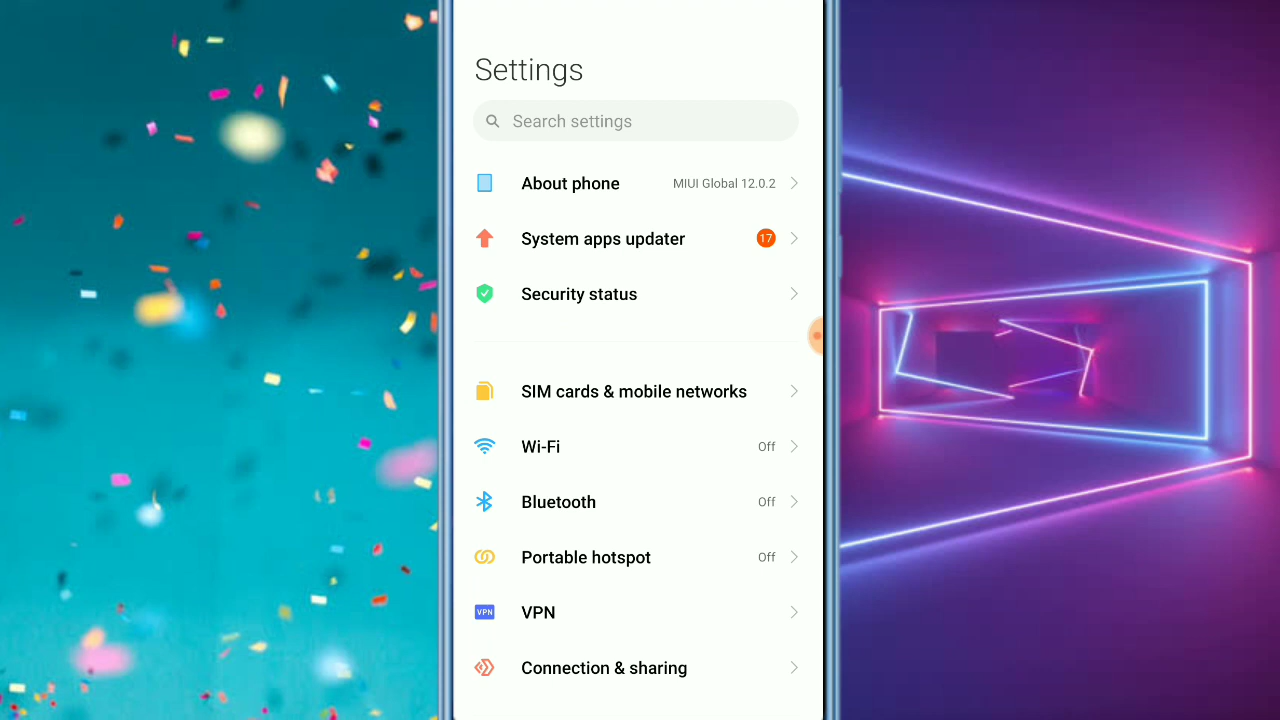 Settings
Search settings
About phone MIUI Global 12.0.2
System apps updater 17
Security status
SIM cards & mobile networks
Wi-Fi Off
Bluetooth Off
Portable hotspot Off
VPN VPN
Connection & sharing